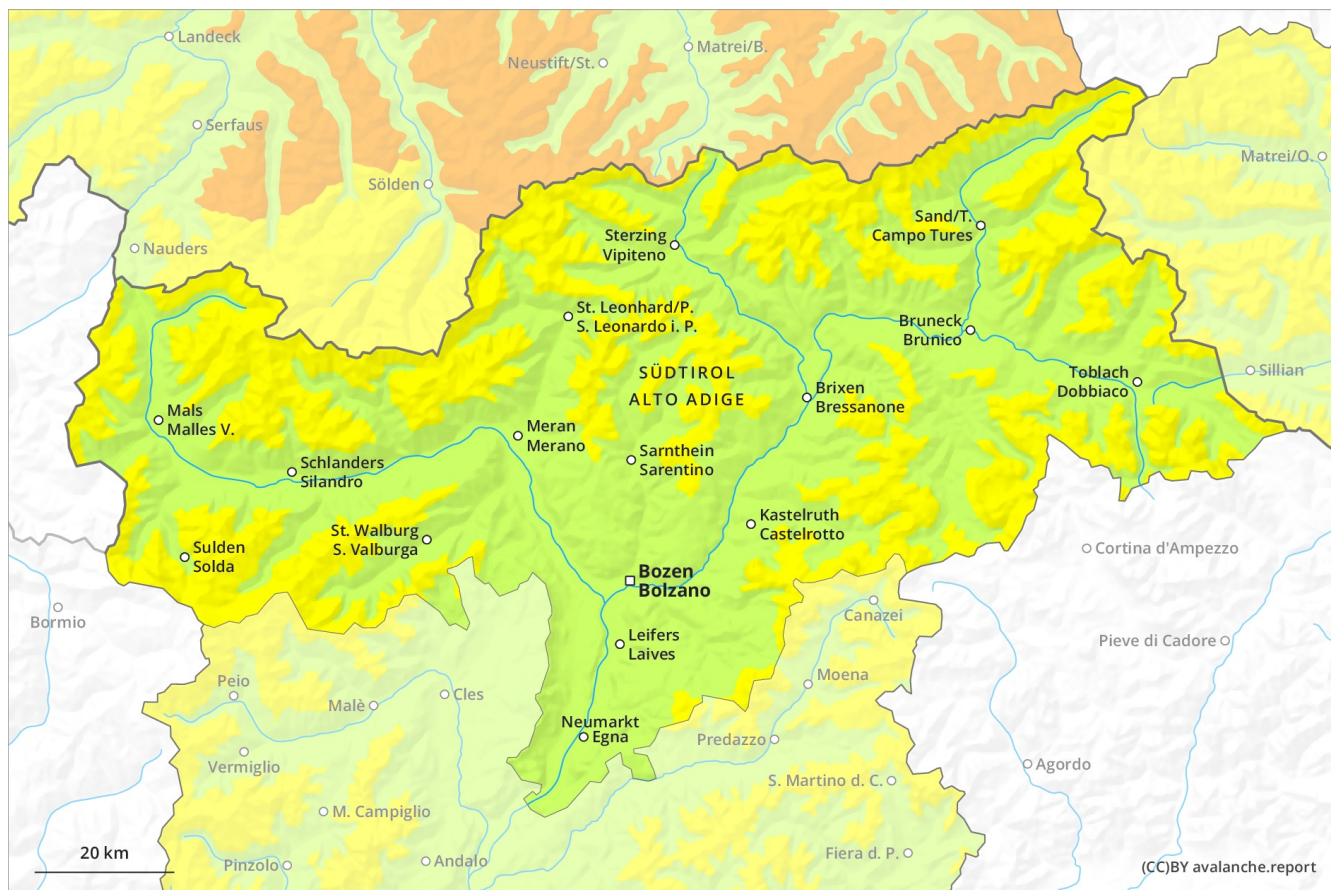 Landeck
Matrei/B.
Neustift/St.
Serfaus
Matrei/O.
Sölden
Sand/T.
Campo Tures
Sterzing
Vipiteno
Nauders
St. Leonhard/P.
S. Leonardo i. P.
Bruneck
Brunico
SÜDTIROL
ALTO ADIGE
Toblach
Dobbiaco
Sillian
Brixen
Bressanone
Mals
Malles V.
Meran
Merano
Sarnthein
Sarentino
Schlanders
Silandro
Kastelruth
Castelrotto
St. Walburg
S. Valburga
Sulden
Solda
Cortina d'Ampezzo
Bozen
Bolzano
Bormio
Canazei
Leifers
Laives
Pieve di Cadore
Peio
Moena
Malè
Cles
Neumarkt
Egna
Predazzo
Vermiglio
Agordo
S. Martino d. C.
M. Campiglio
20 km
Pinzolo
Andalo
Fiera d. P.
(CC)BY avalanche.report